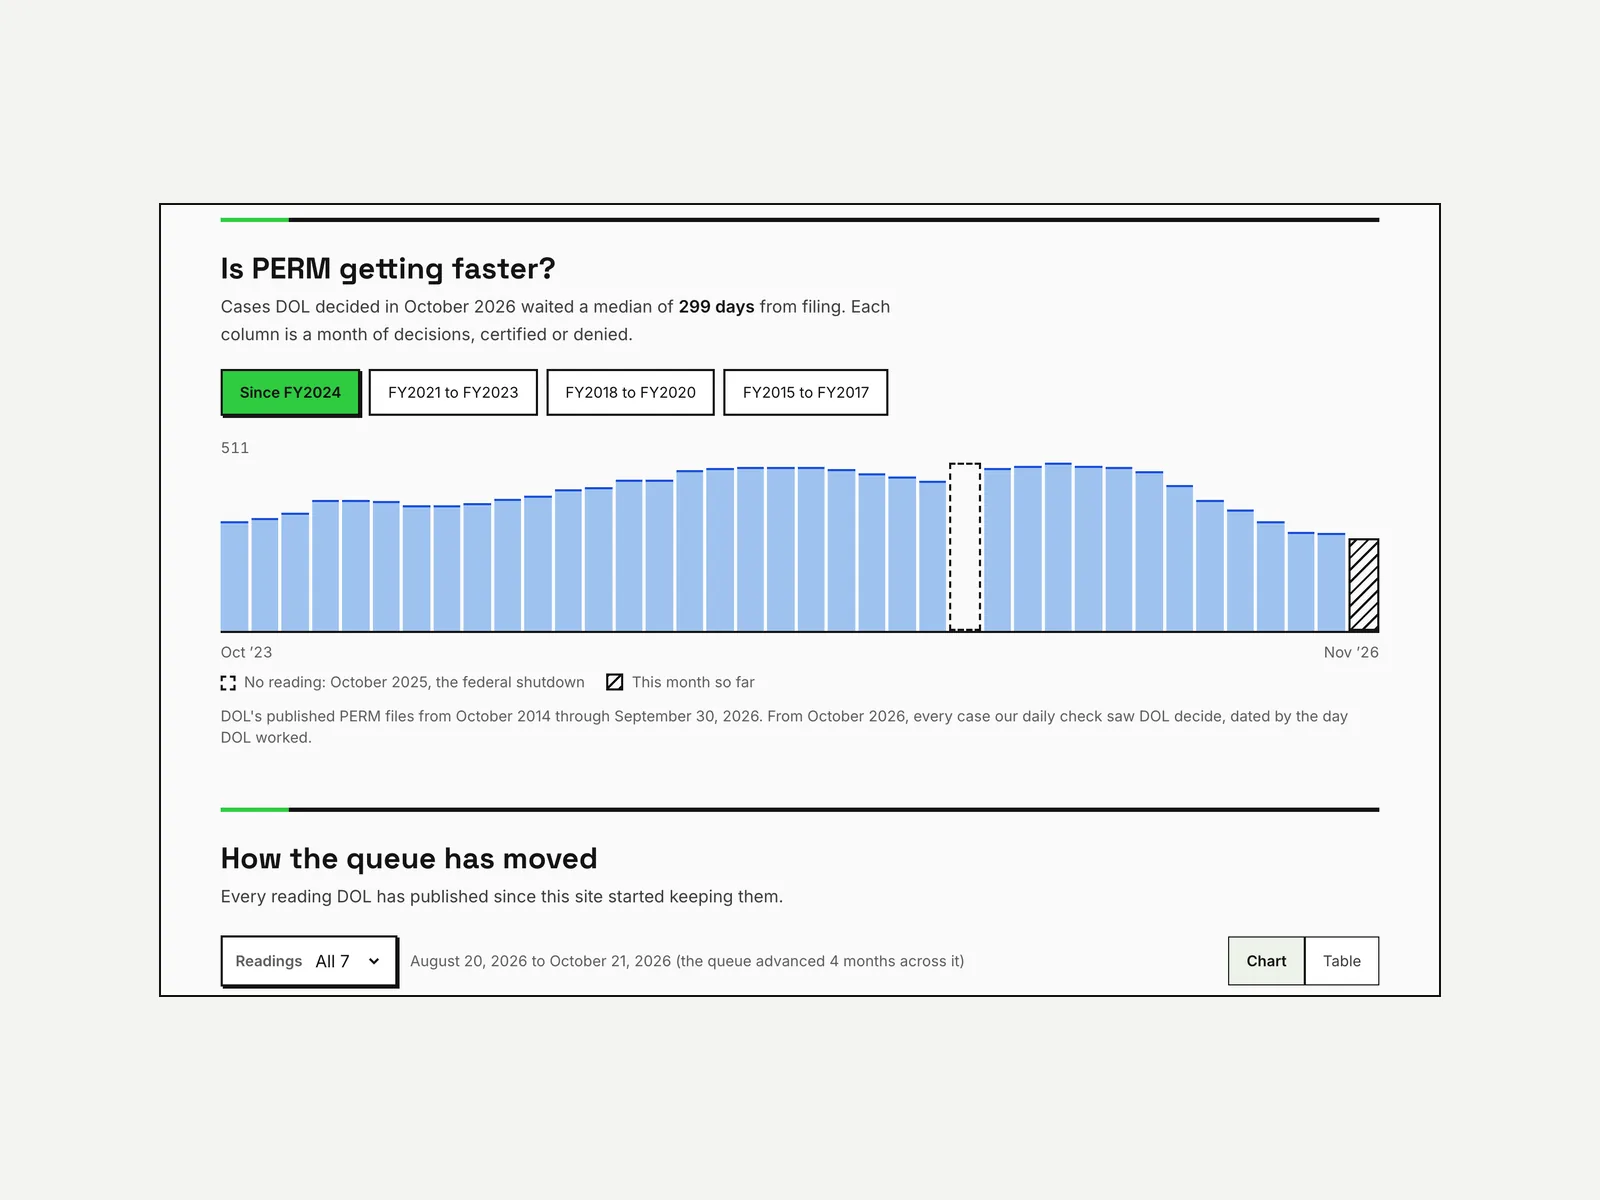 Is PERM getting faster?
Cases DOL decided in October 2026 waited a median of 299 days from filing. Each
column is a month of decisions, certified or denied.
Since FY2024
FY2021 to FY2023
FY2018 to FY2020
FY2015 to FY2017
511
Oct ’23
Nov ’26
No reading: October 2025, the federal shutdown
This month so far
DOL's published PERM files from October 2014 through September 30, 2026. From October 2026, every case our daily check saw DOL decide, dated by the day
DOL worked.
How the queue has moved
Every reading DOL has published since this site started keeping them.
Readings All 7
August 20, 2026 to October 21, 2026 (the queue advanced 4 months across it)
Chart
Table